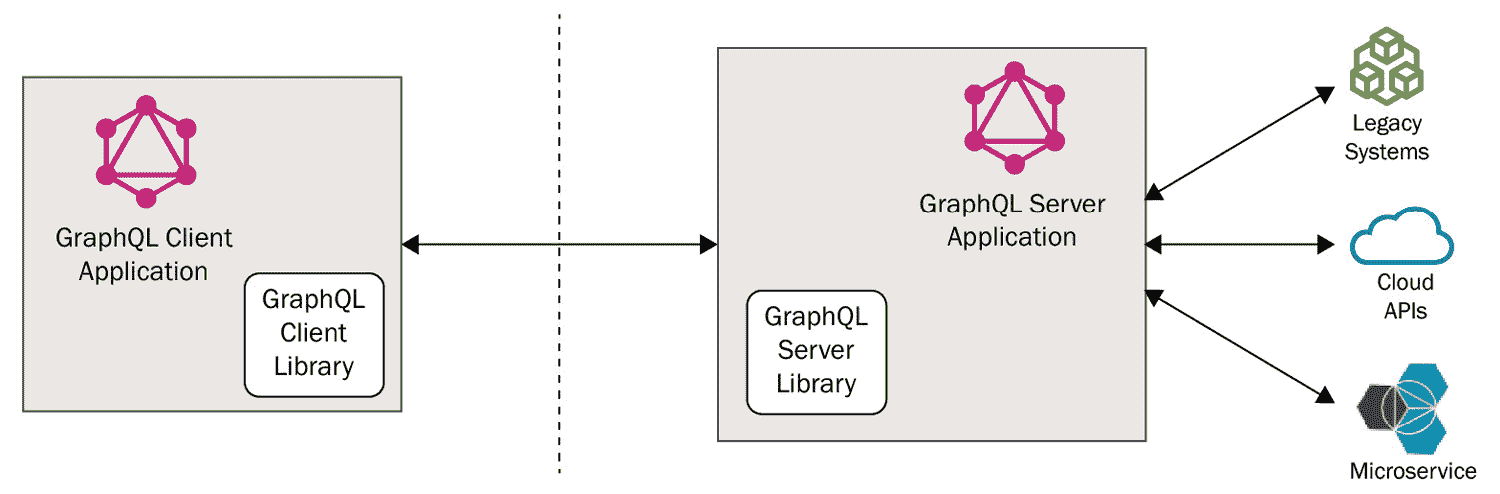 GraphQL Client
Application
GraphQL
Client
Library
GraphQL Server
Application
GraphQL
Server
Library
Legacy
Systems
Cloud
APIs
Microservice